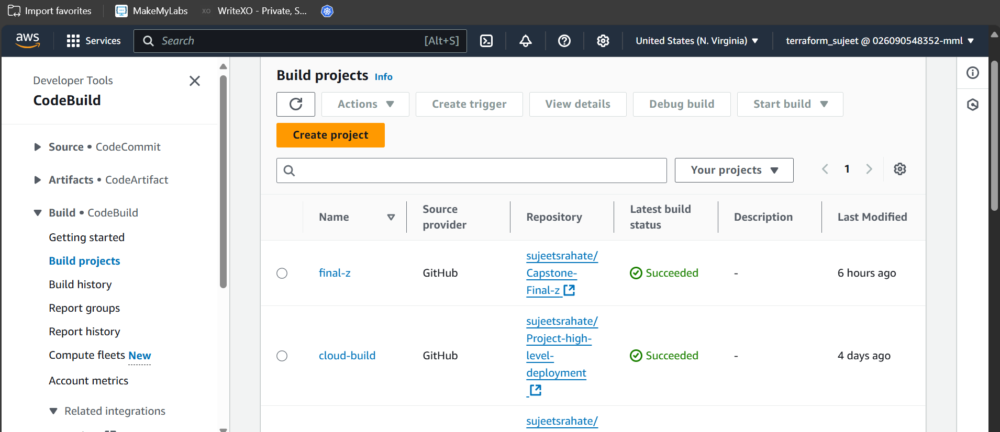 Import favorites
MakeMyLabs
XO WriteXO - Private, S...
aws
Services
Search [Alt+S]
United States (N. Virginia)
terraform_sujeet @ 026090548352-mml
Developer Tools
CodeBuild
Source • CodeCommit
Artifacts • CodeArtifact
Build • CodeBuild
Getting started
Build projects
Build history
Report groups
Report history
Compute fleets New
Account metrics
Related integrations
Build projects Info
Actions
Create trigger
View details
Debug build
Start build
Create project
Your projects
1
Name
Source
provider
Repository
Latest build
status
Description
Last Modified
final-z
GitHub
sujeetsrahate/
Capstone-
Final-z
Succeeded
-
6 hours ago
cloud-build
GitHub
sujeetsrahate/
Project-high-
level-
deployment
Succeeded
-
4 days ago
sujeetsrahate/